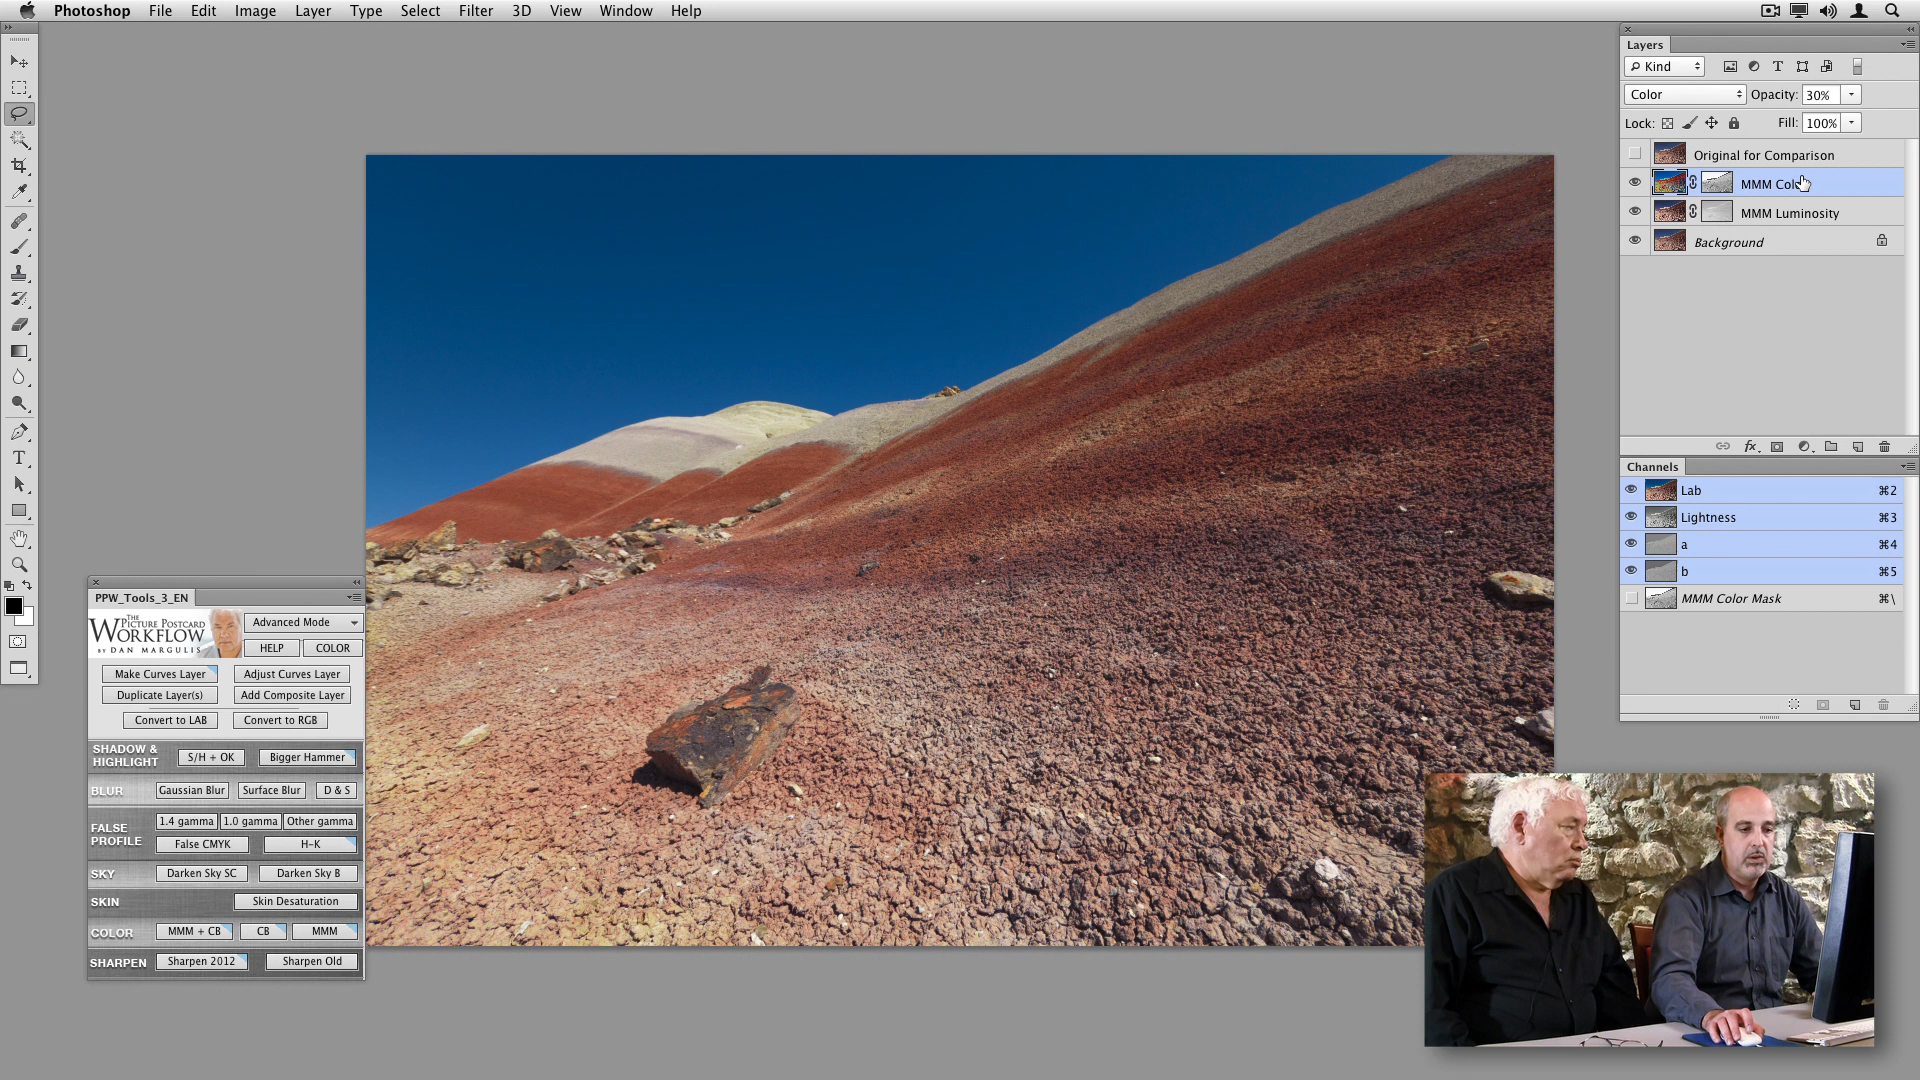 Photoshop File Edit Image Layer Type Select Filter 3D View Window Help
Layers
Kind
Color Opacity: 30%
Lock: Fill: 100%
Original for Comparison
MMM Col
MMM Luminosity
Background
Channels
Lab ⌘2
Lightness ⌘3
a ⌘4
b ⌘5
MMM Color Mask ⌘\
PPW_Tools_3_EN
THE PICTURE POSTCARD
WORKFLOW
BY DAN MARGULIS
Advanced Mode
HELP COLOR
Make Curves Layer Adjust Curves Layer
Duplicate Layer(s) Add Composite Layer
Convert to LAB Convert to RGB
SHADOW &
HIGHLIGHT S/H + OK Bigger Hammer
BLUR Gaussian Blur Surface Blur D & S
FALSE
PROFILE 1.4 gamma 1.0 gamma Other gamma
False CMYK H-K
SKY Darken Sky SC Darken Sky B
SKIN Skin Desaturation
COLOR MMM + CB CB MMM
SHARPEN Sharpen 2012 Sharpen Old